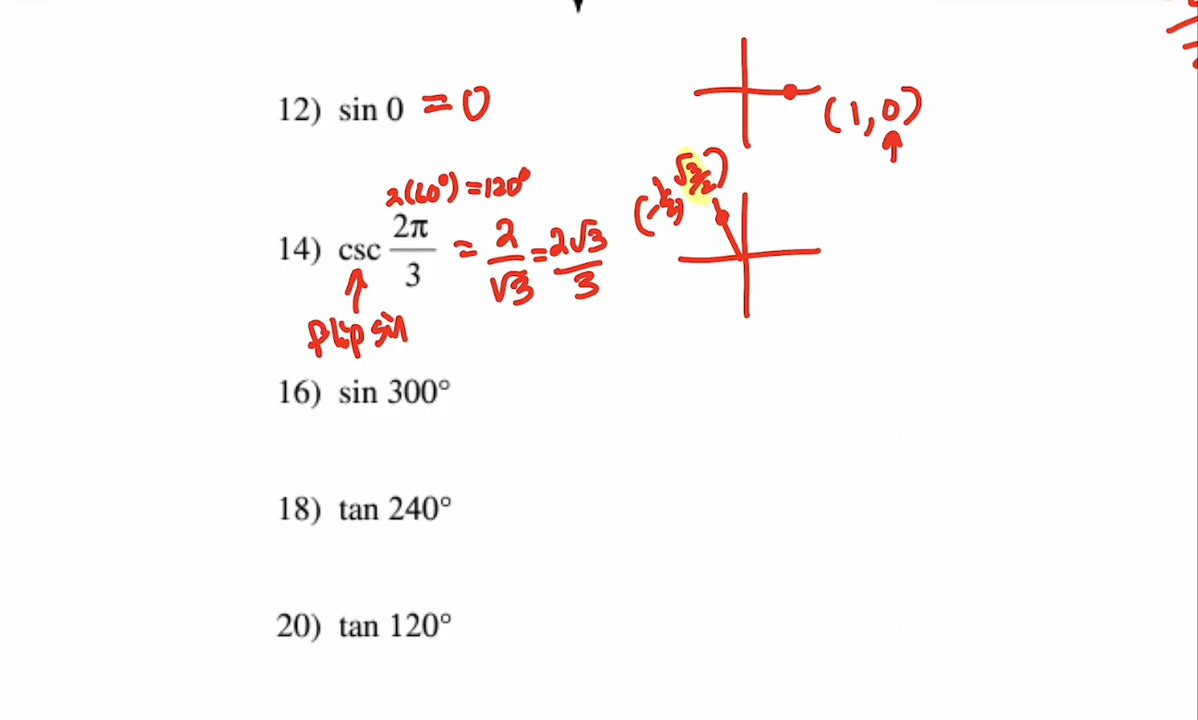 12) sin 0 = 0
(1, 0)
2(60°) = 120°
(-1/2, √3/2)
14) csc 2π/3 = 2/√3 = 2√3/3
flip sin
16) sin 300°
18) tan 240°
20) tan 120°